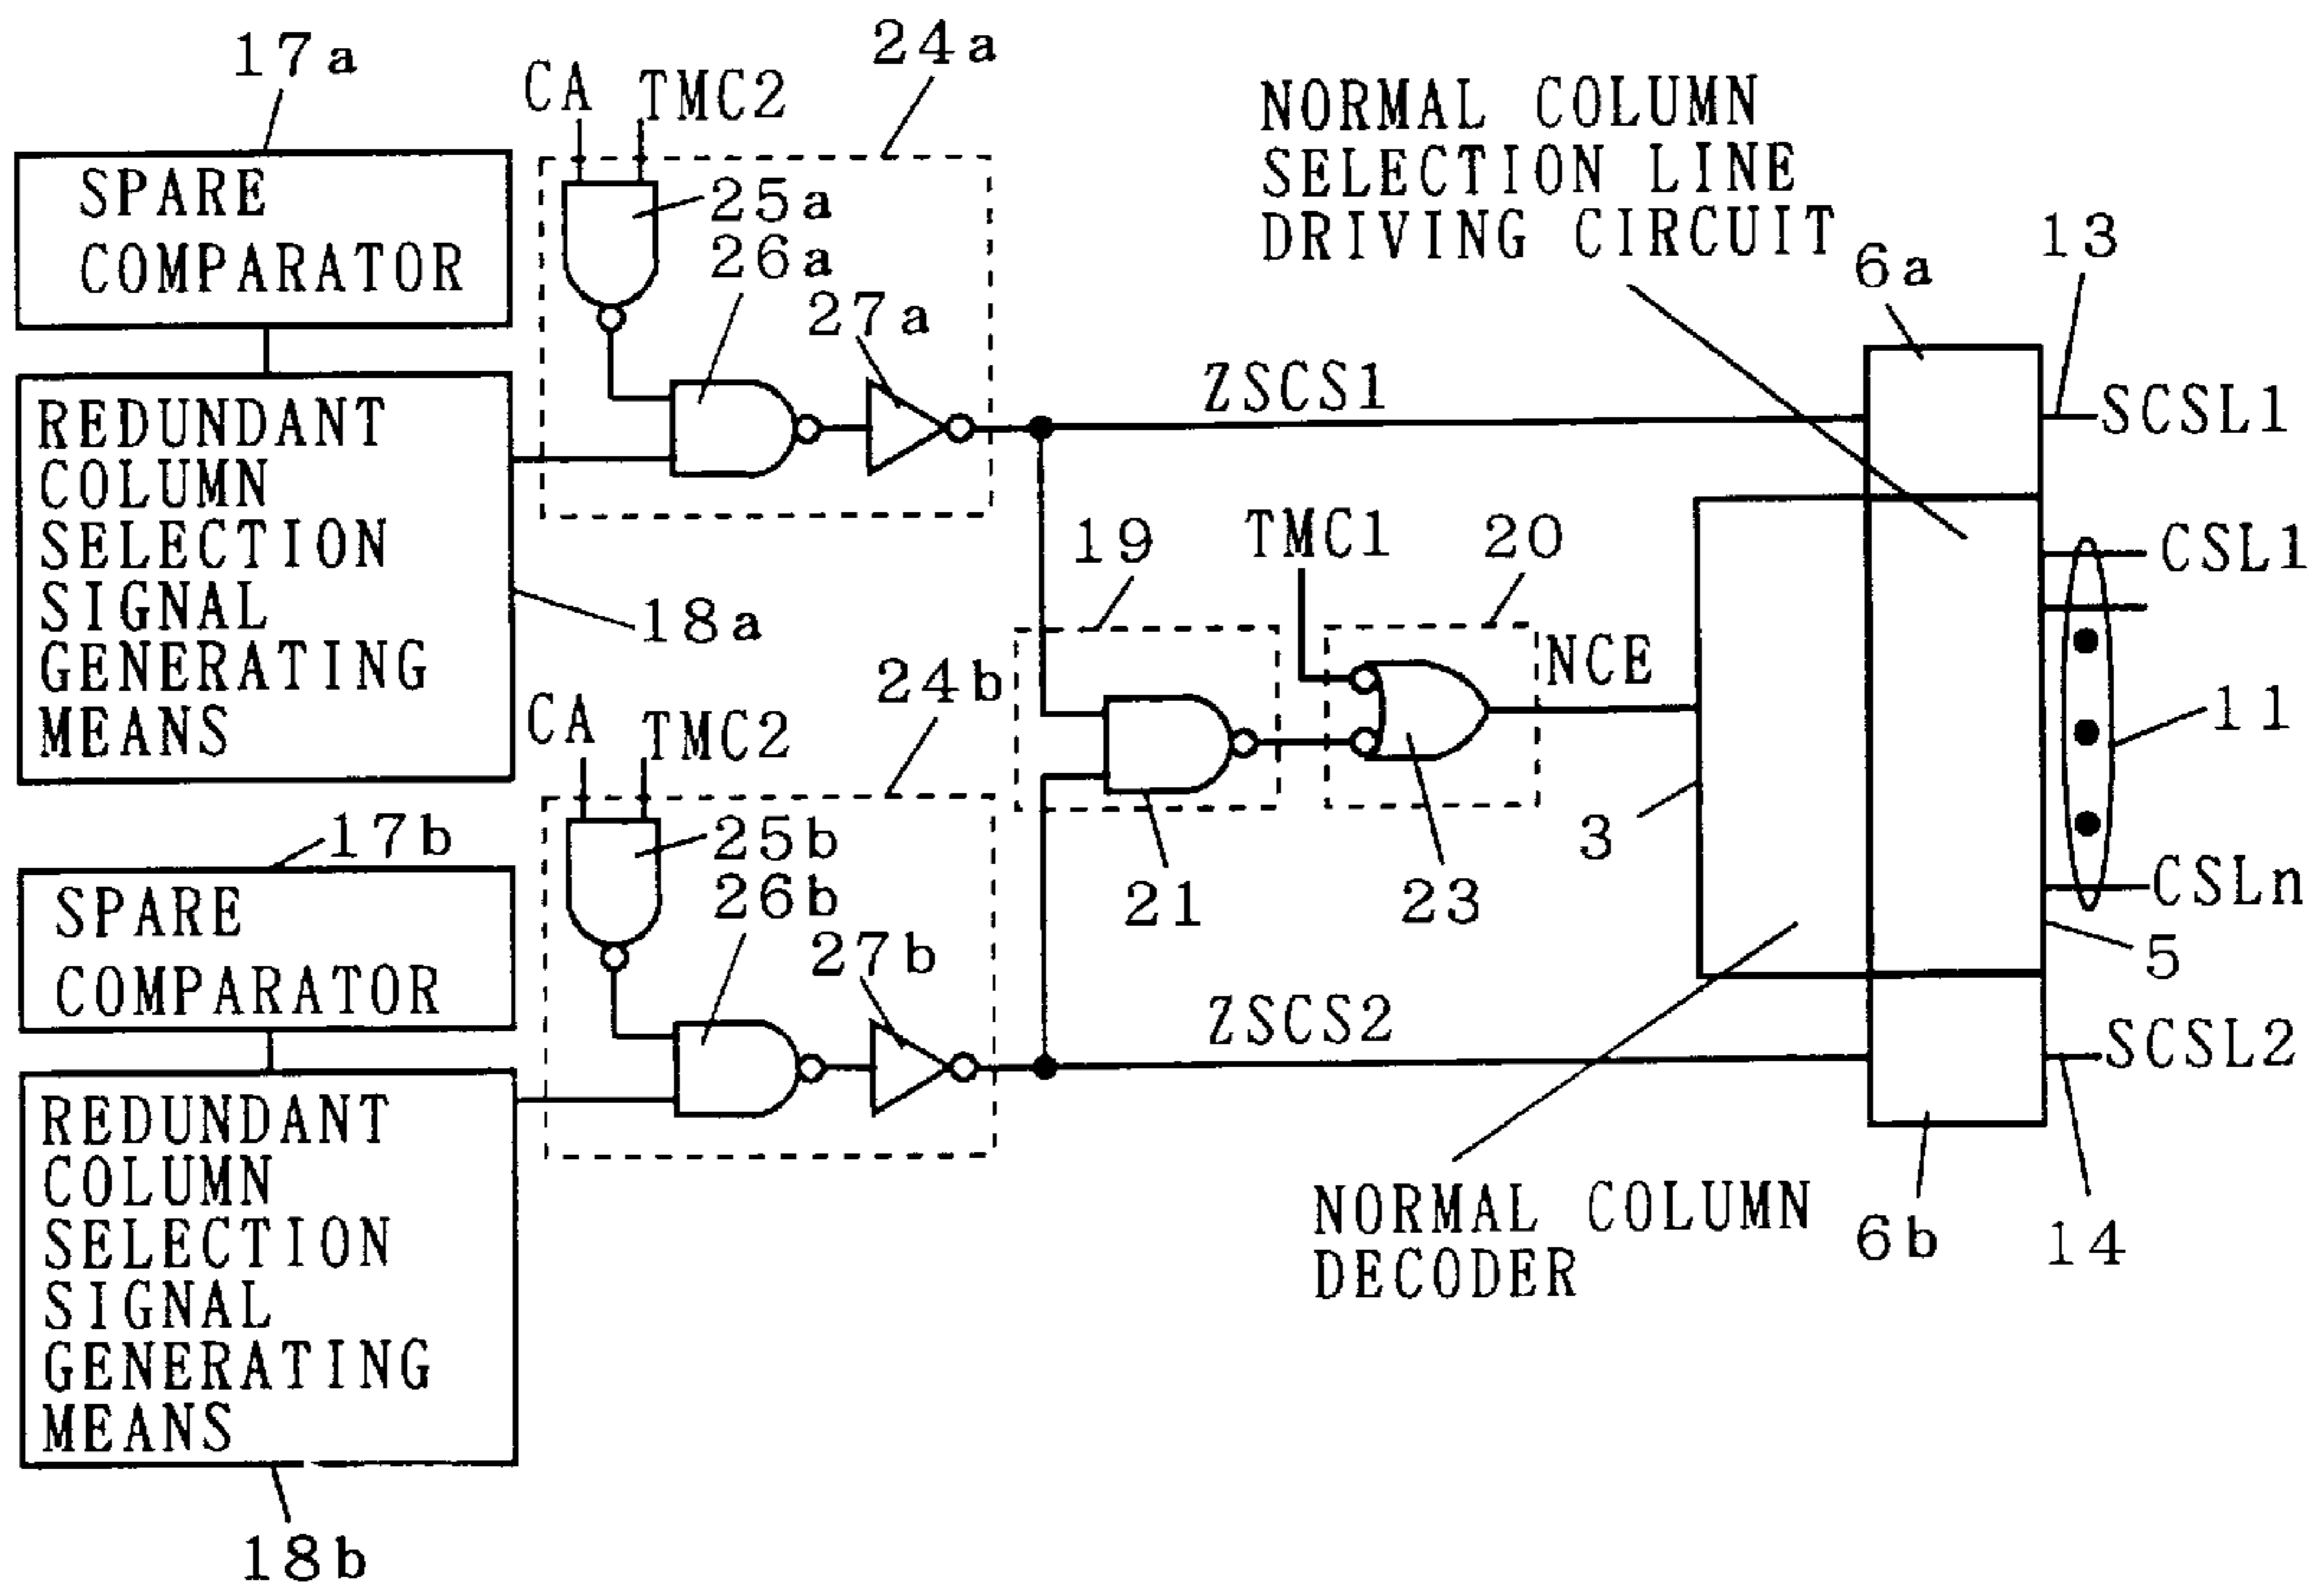 17a
CA
TMC2
24a
SPARE
COMPARATOR
25a
26a
27a
NORMAL COLUMN
SELECTION LINE
DRIVING CIRCUIT
6a
13
REDUNDANT
COLUMN
SELECTION
SIGNAL
GENERATING
MEANS
18a
ZSCS1
SCSL1
CSL1
19
TMC1
20
NCE
11
CA
TMC2
24b
17b
SPARE
COMPARATOR
25b
26b
27b
21
23
3
CSLn
5
ZSCS2
SCSL2
REDUNDANT
COLUMN
SELECTION
SIGNAL
GENERATING
MEANS
18b
NORMAL COLUMN
DECODER
6b
14